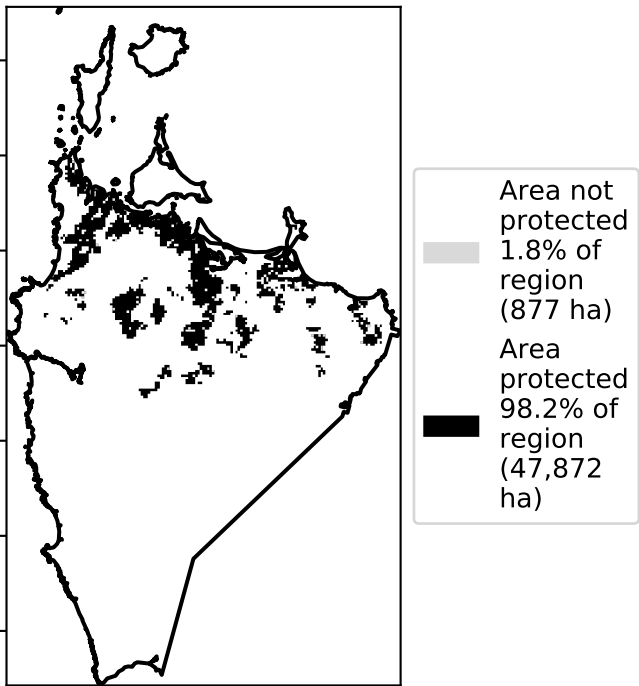 Area not
protected
1.8% of
region
(877 ha)
Area
protected
98.2% of
region
(47,872
ha)